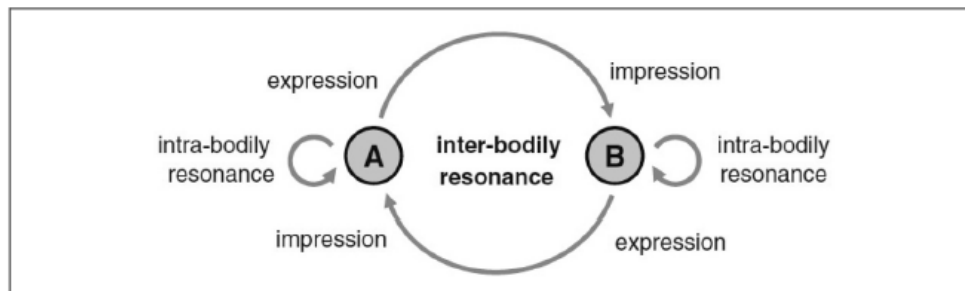 expression
impression
intra-bodily
resonance
A
inter-bodily
resonance
B
intra-bodily
resonance
impression
expression